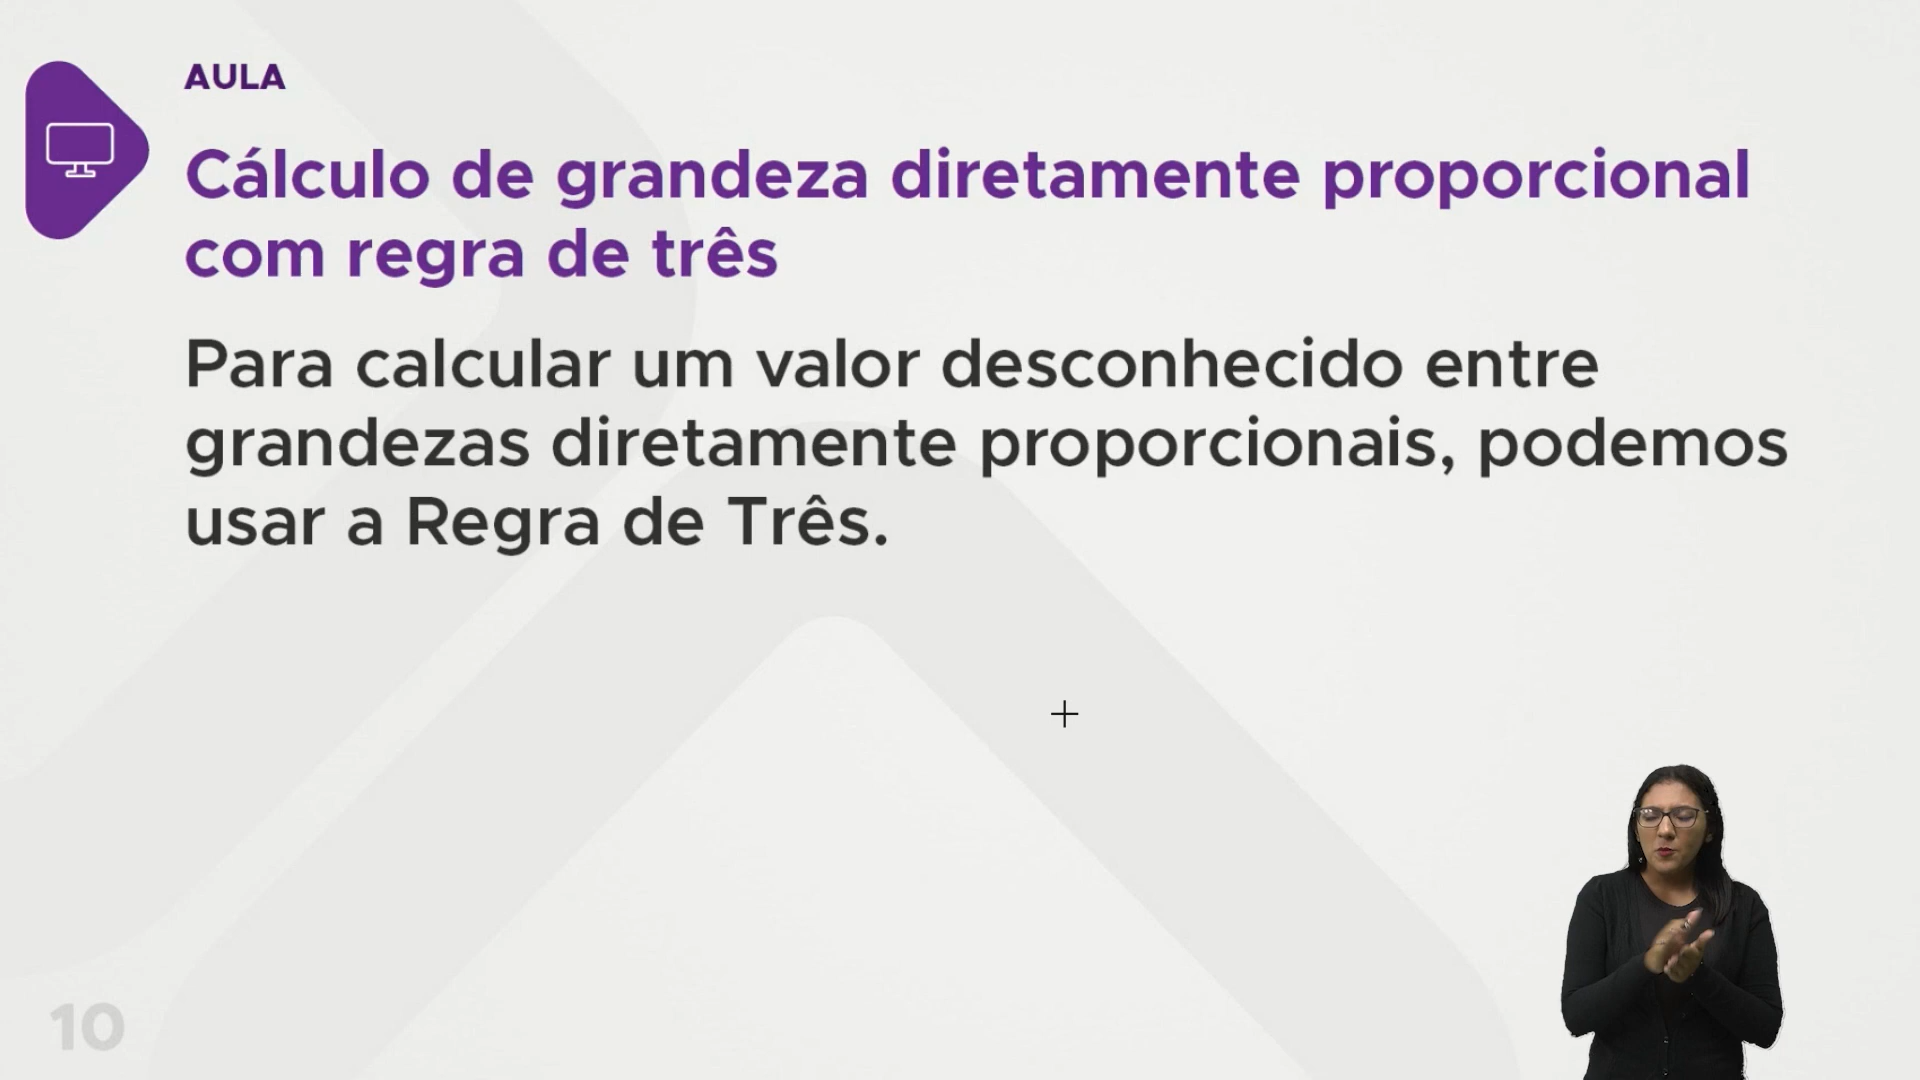 AULA
Cálculo de grandeza diretamente proporcional
com regra de três
Para calcular um valor desconhecido entre
grandezas diretamente proporcionais, podemos
usar a Regra de Três.
10